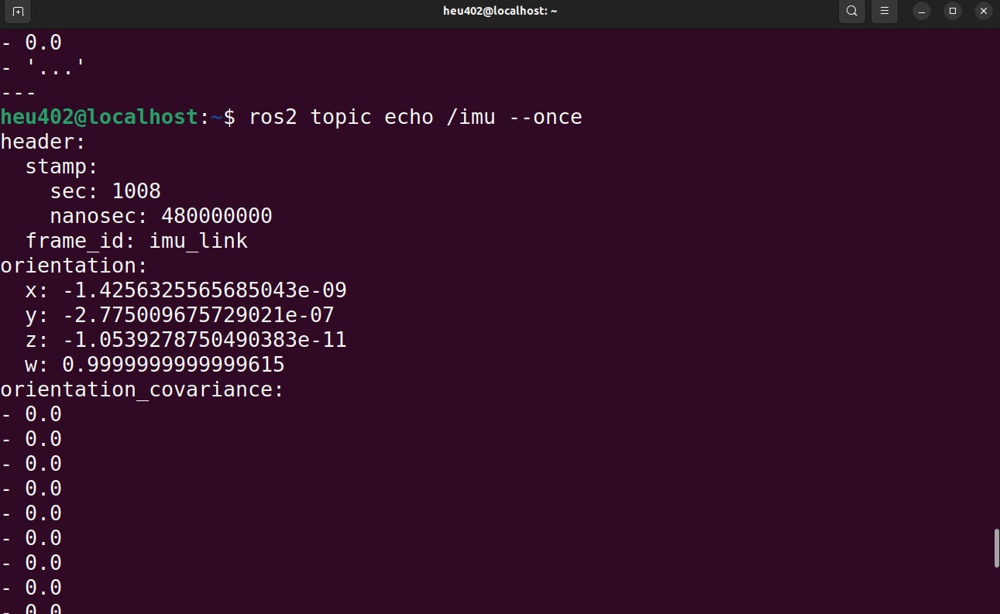 heu402@localhost: ~
- 0.0
- '...'
---
heu402@localhost:~$ ros2 topic echo /imu --once
header:
  stamp:
    sec: 1008
    nanosec: 480000000
  frame_id: imu_link
orientation:
  x: -1.4256325565685043e-09
  y: -2.775009675729021e-07
  z: -1.0539278750490383e-11
  w: 0.9999999999999615
orientation_covariance:
- 0.0
- 0.0
- 0.0
- 0.0
- 0.0
- 0.0
- 0.0
- 0.0
- 0.0